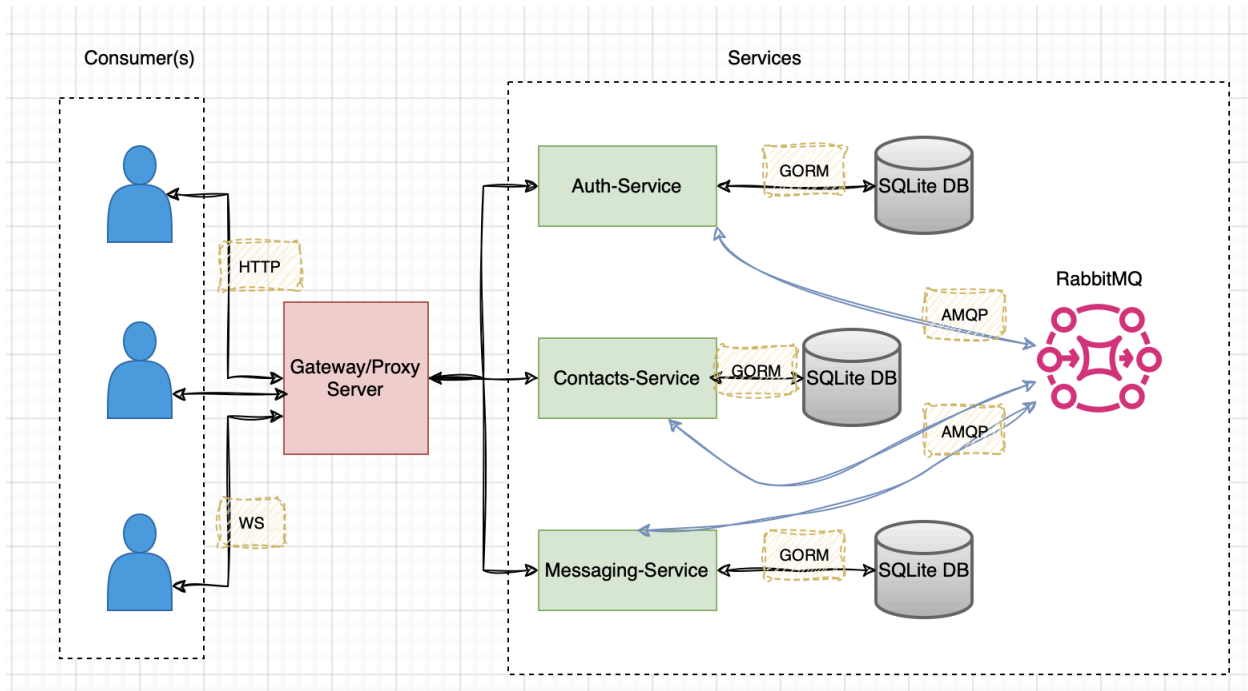 Consumer(s)
Services
HTTP
WS
Gateway/Proxy
Server
Auth-Service
GORM
SQLite DB
Contacts-Service
GORM
SQLite DB
Messaging-Service
GORM
SQLite DB
AMQP
AMQP
RabbitMQ